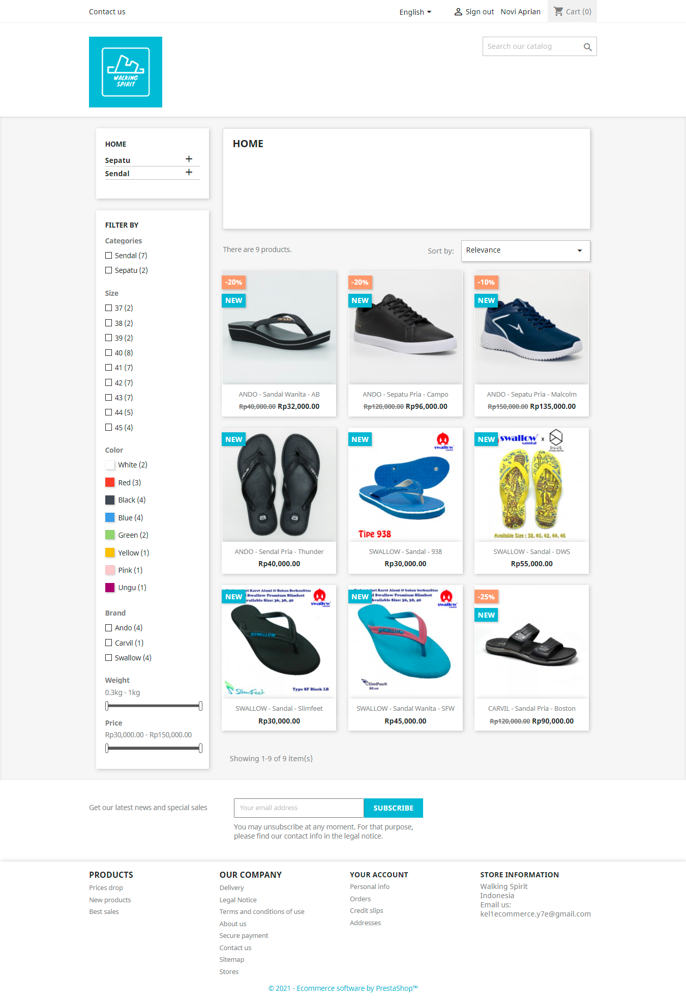 Contact us
English
Sign out
Novi Aprian
Cart (0)
WALKING
SPIRIT
Search our catalog
HOME
Sepatu
Sendal
HOME
FILTER BY
Categories
Sendal (7)
Sepatu (2)
Size
37 (2)
38 (2)
39 (2)
40 (8)
41 (7)
42 (7)
43 (7)
44 (5)
45 (4)
Color
White (2)
Red (3)
Black (4)
Blue (4)
Green (2)
Yellow (1)
Pink (1)
Ungu (1)
Brand
Ando (4)
Carvil (1)
Swallow (4)
Weight
0.3kg - 1kg
Price
Rp30,000.00 - Rp150,000.00
There are 9 products.
Sort by:
Relevance
-20%
NEW
ANDO - Sandal Wanita - AB
Rp40,000.00 Rp32,000.00
-20%
NEW
ANDO - Sepatu Pria - Campo
Rp120,000.00 Rp96,000.00
-10%
NEW
ANDO - Sepatu Pria - Malcolm
Rp150,000.00 Rp135,000.00
NEW
ANDO - Sendal Pria - Thunder
Rp40,000.00
NEW
swallow
sandal
Tipe 938
SWALLOW - Sandal - 938
Rp30,000.00
NEW
swallow
sandal
x
DWS
Available Size : 38, 40, 42, 44, 46
SWALLOW - Sandal - DWS
Rp55,000.00
NEW
ari Karet Alami & Bahan Berkualitas
l Swallow Premium Slimfeet
vailable Size: 36, 38, 40
swallow
sandal
SWALLOW
SlimFeet
Type SF Black LB
SWALLOW - Sandal - Slimfeet
Rp30,000.00
NEW
lari Karet Alami & Bahan berkualitas
al Swallow Premium Slimfeet
vailable Size: 36, 38, 40
swallow
sandal
SWALLOW
BLue
SWALLOW - Sandal Wanita - SFW
Rp45,000.00
-25%
NEW
CARVIL - Sandal Pria - Boston
Rp120,000.00 Rp90,000.00
Showing 1-9 of 9 item(s)
Get our latest news and special sales
Your email address
SUBSCRIBE
You may unsubscribe at any moment. For that purpose,
please find our contact info in the legal notice.
PRODUCTS
Prices drop
New products
Best sales
OUR COMPANY
Delivery
Legal Notice
Terms and conditions of use
About us
Secure payment
Contact us
Sitemap
Stores
YOUR ACCOUNT
Personal info
Orders
Credit slips
Addresses
STORE INFORMATION
Walking Spirit
Indonesia
Email us:
kel1ecommerce.y7e@gmail.com
© 2021 - Ecommerce software by PrestaShop™